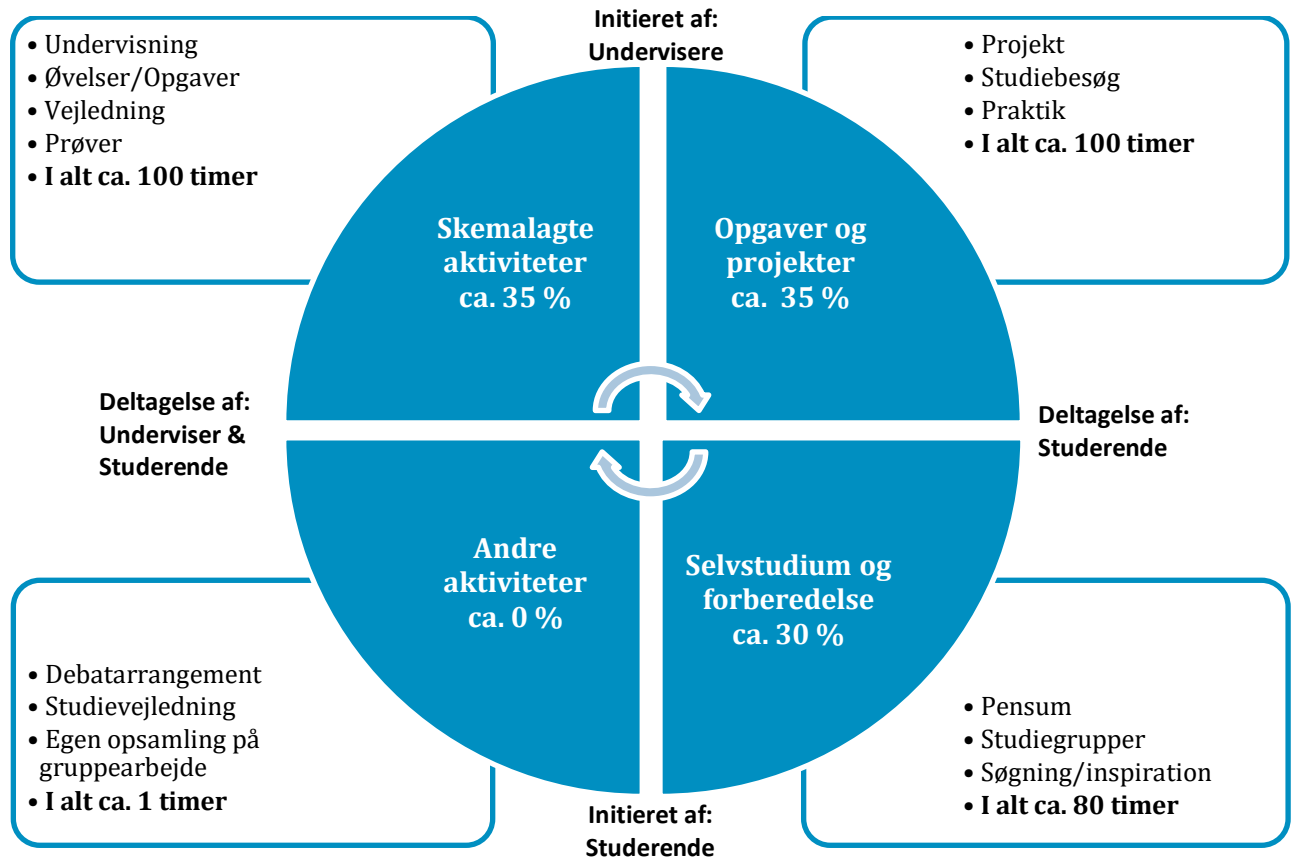 Initieret af:
Undervisere
• Undervisning
• Øvelser/Opgaver
• Vejledning
• Prøver
• I alt ca. 100 timer
• Projekt
• Studiebesøg
• Praktik
• I alt ca. 100 timer
Skemalagte
aktiviteter
ca. 35 %
Opgaver og
projekter
ca. 35 %
Deltagelse af:
Underviser &
Studerende
Deltagelse af:
Studerende
Andre
aktiviteter
ca. 0 %
Selvstudium og
forberedelse
ca. 30 %
• Debatarrangement
• Studievejledning
• Egen opsamling på
gruppearbejde
• I alt ca. 1 timer
• Pensum
• Studiegrupper
• Søgning/inspiration
• I alt ca. 80 timer
Initieret af:
Studerende